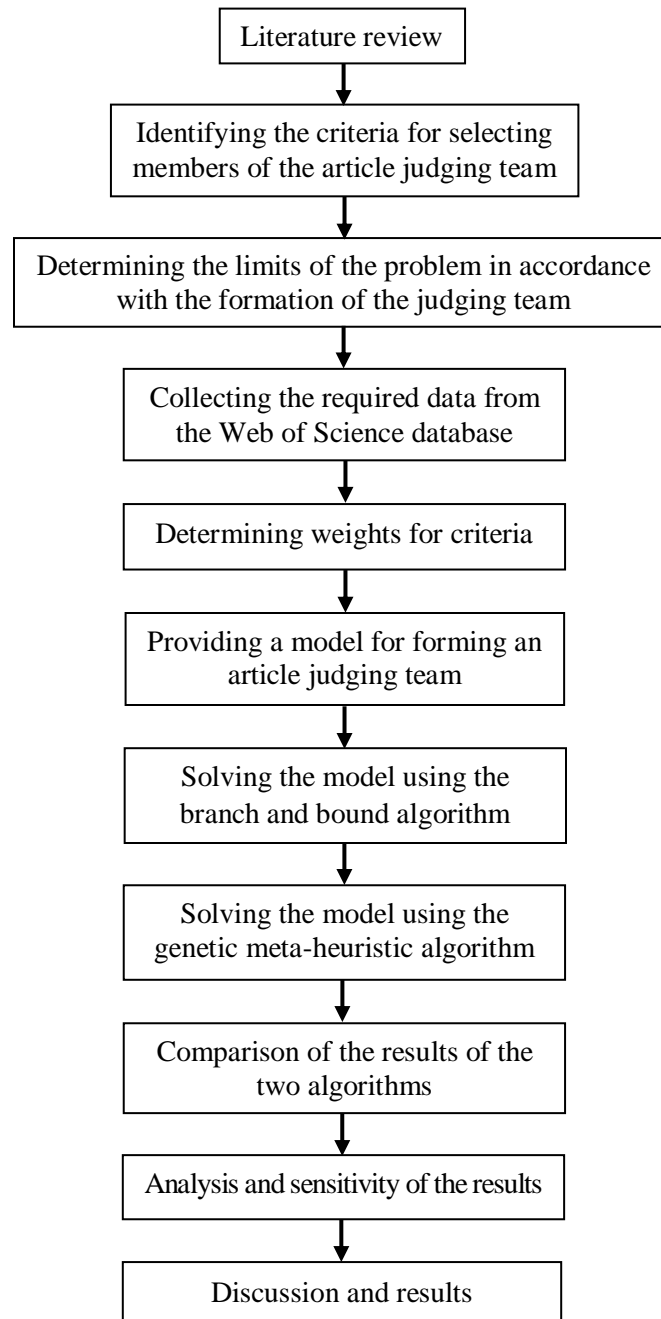 Literature review
Identifying the criteria for selecting
members of the article judging team
Determining the limits of the problem in accordance
with the formation of the judging team
Collecting the required data from
the Web of Science database
Determining weights for criteria
Providing a model for forming an
article judging team
Solving the model using the
branch and bound algorithm
Solving the model using the
genetic meta-heuristic algorithm
Comparison of the results of the
two algorithms
Analysis and sensitivity of the results
Discussion and results